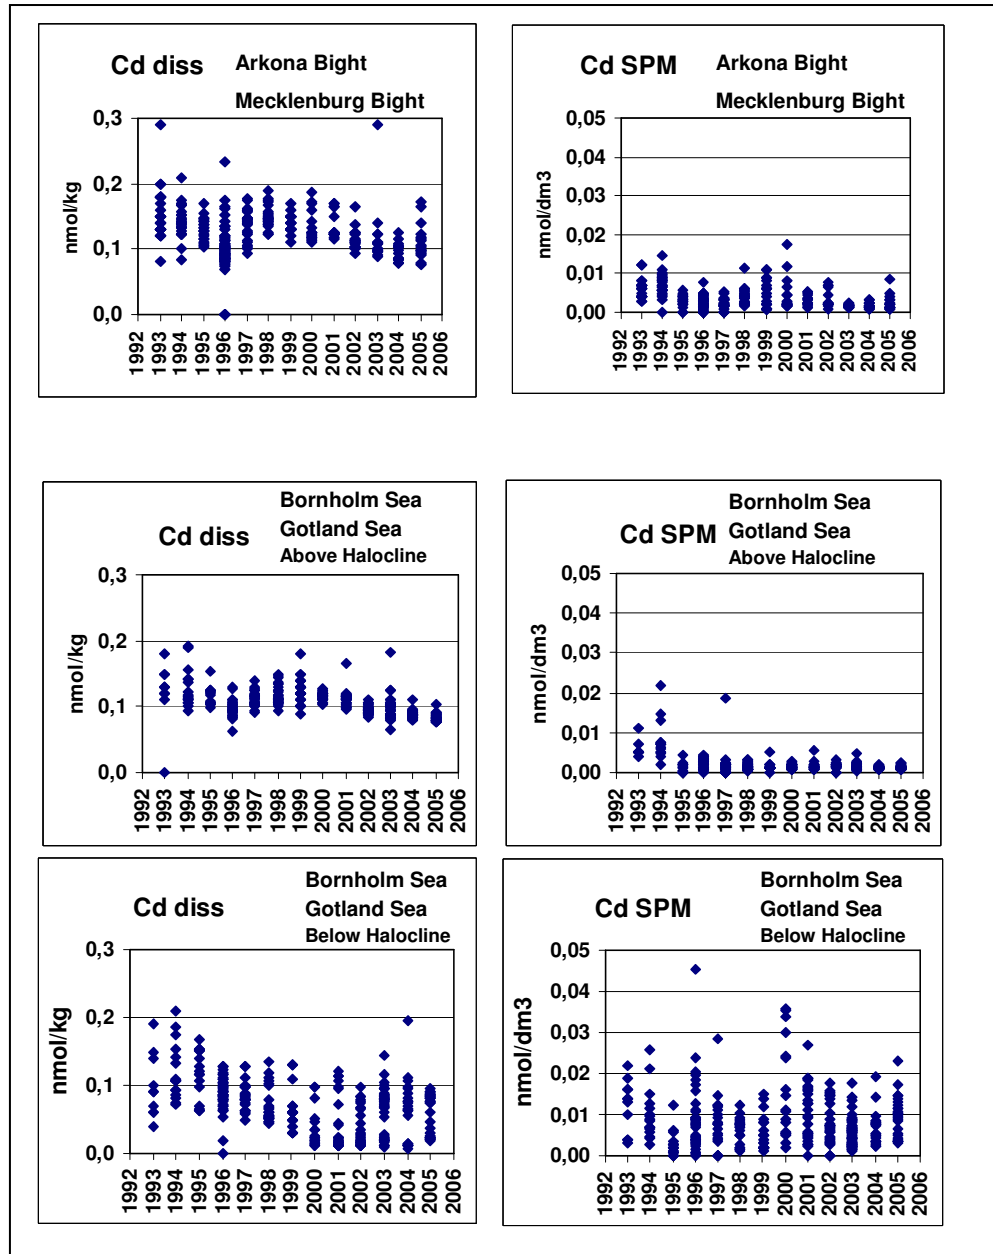 Cd diss
Arkona Bight
Mecklenburg Bight
nmol/kg
0,3
0,2
0,1
0,0
1992 1993 1994 1995 1996 1997 1998 1999 2000 2001 2002 2003 2004 2005 2006
Cd SPM
Arkona Bight
Mecklenburg Bight
nmol/dm3
0,05
0,04
0,03
0,02
0,01
0,00
1992 1993 1994 1995 1996 1997 1998 1999 2000 2001 2002 2003 2004 2005 2006
Bornholm Sea
Cd diss
Gotland Sea
Above Halocline
nmol/kg
0,3
0,2
0,1
0,0
1992 1993 1994 1995 1996 1997 1998 1999 2000 2001 2002 2003 2004 2005 2006
Bornholm Sea
Cd SPM
Gotland Sea
Above Halocline
nmol/dm3
0,05
0,04
0,03
0,02
0,01
0,00
1992 1993 1994 1995 1996 1997 1998 1999 2000 2001 2002 2003 2004 2005 2006
Bornholm Sea
Cd diss
Gotland Sea
Below Halocline
nmol/kg
0,3
0,2
0,1
0,0
1992 1993 1994 1995 1996 1997 1998 1999 2000 2001 2002 2003 2004 2005 2006
Bornholm Sea
Cd SPM
Gotland Sea
Below Halocline
nmol/dm3
0,05
0,04
0,03
0,02
0,01
0,00
1992 1993 1994 1995 1996 1997 1998 1999 2000 2001 2002 2003 2004 2005 2006